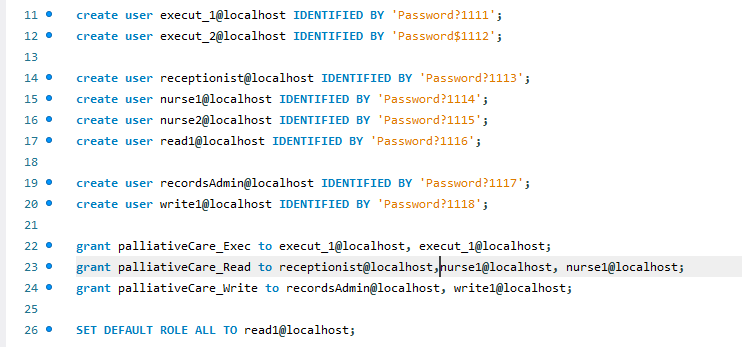 11 create user execut_1@localhost IDENTIFIED BY 'Password?1111';
12 create user execut_2@localhost IDENTIFIED BY 'Password$1112';
13
14 create user receptionist@localhost IDENTIFIED BY 'Password?1113';
15 create user nurse1@localhost IDENTIFIED BY 'Password?1114';
16 create user nurse2@localhost IDENTIFIED BY 'Password?1115';
17 create user read1@localhost IDENTIFIED BY 'Password?1116';
18
19 create user recordsAdmin@localhost IDENTIFIED BY 'Password?1117';
20 create user write1@localhost IDENTIFIED BY 'Password?1118';
21
22 grant palliativeCare_Exec to execut_1@localhost, execut_1@localhost;
23 grant palliativeCare_Read to receptionist@localhost,nurse1@localhost, nurse1@localhost;
24 grant palliativeCare_Write to recordsAdmin@localhost, write1@localhost;
25
26 SET DEFAULT ROLE ALL TO read1@localhost;